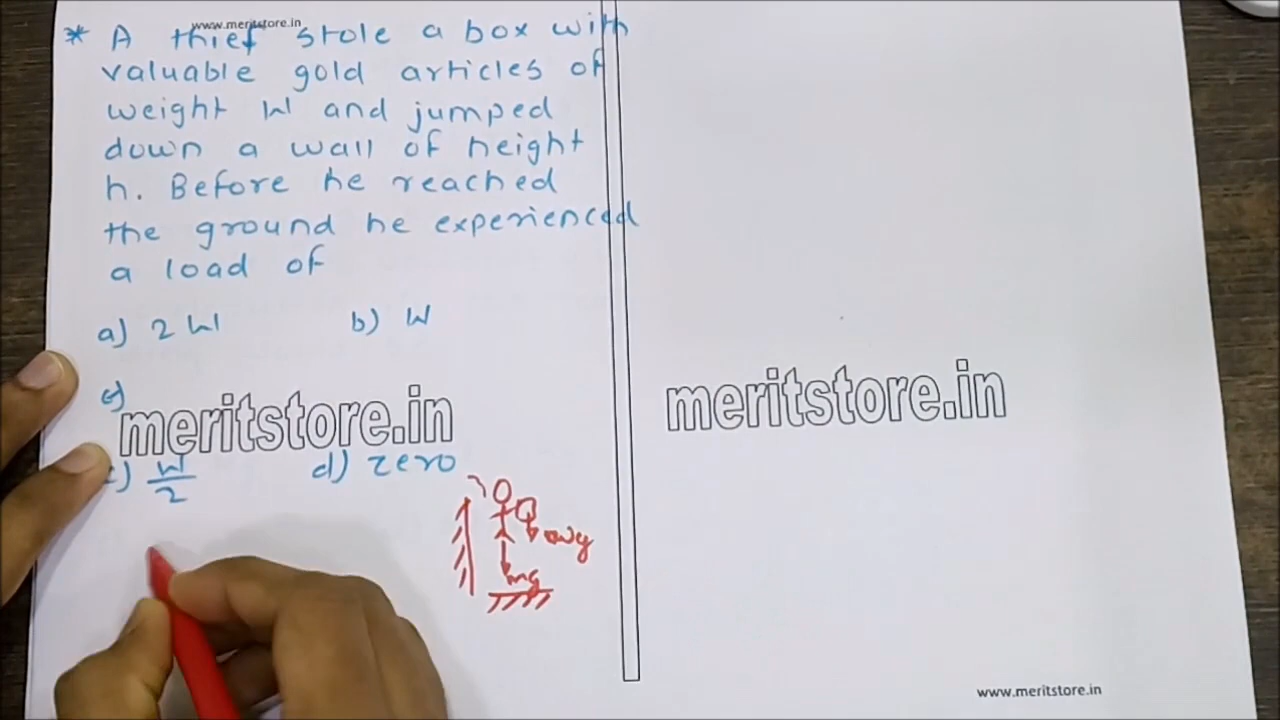 www.meritstore.in
* A thief stole a box with
valuable gold articles of
weight W and jumped
down a wall of height
h. Before he reached
the ground he experienced
a load of
a) 2W b) W
c)
meritstore.in
meritstore.in
c) W/2 d) zero
wg
mg
www.meritstore.in